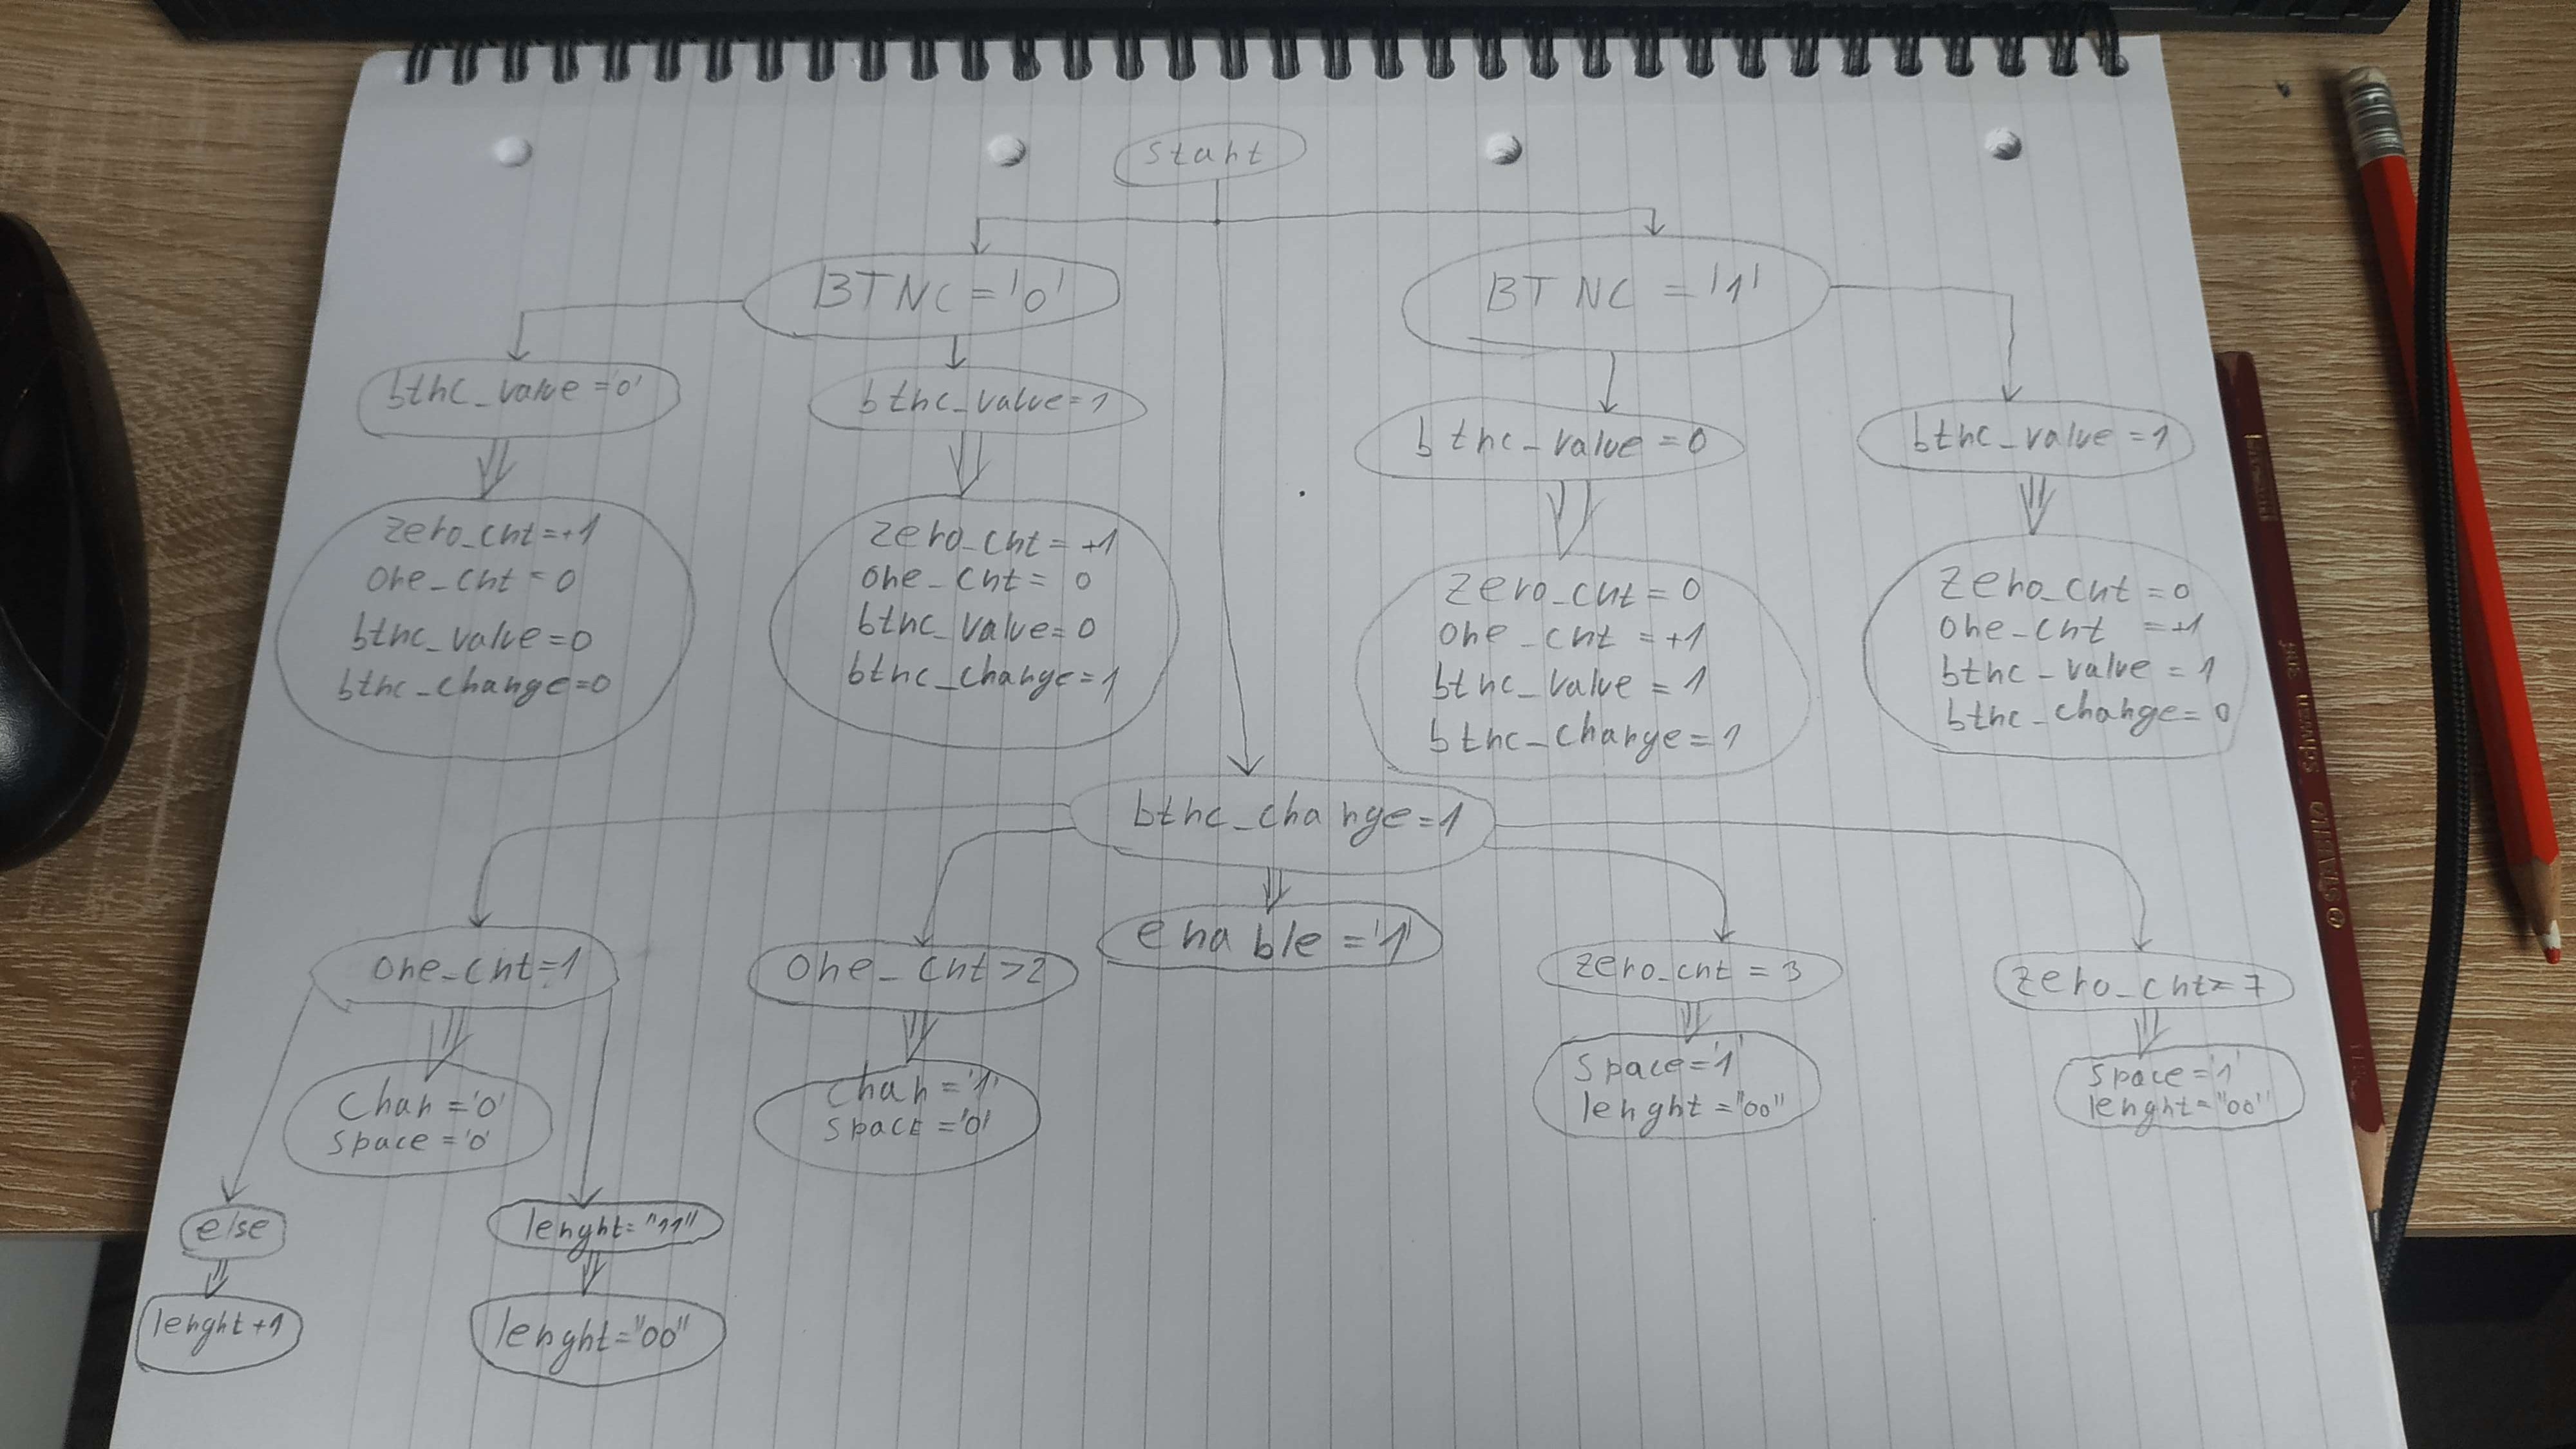 start
BTNC = '0'
BTNC = '1'
btnc_value = '0'
btnc_value = 1
btnc_value = 0
btnc_value = 1
zero_cnt = +1
one_cnt = 0
btnc_value = 0
btnc_change = 0
zero_cnt = +1
one_cnt = 0
btnc_value = 0
btnc_change = 1
zero_cnt = 0
one_cnt = +1
btnc_value = 1
btnc_change = 1
zero_cnt = 0
one_cnt = +1
btnc_value = 1
btnc_change = 0
btnc_change = 1
enable = '1'
one_cnt = 1
one_cnt > 2
zero_cnt = 3
char = '0'
space = '0'
char = '1'
space = '0'
space = '1'
lenght = "00"
space = '1'
lenght = "00"
else
lenght = "11"
lenght +1
lenght = "00"
STABILO